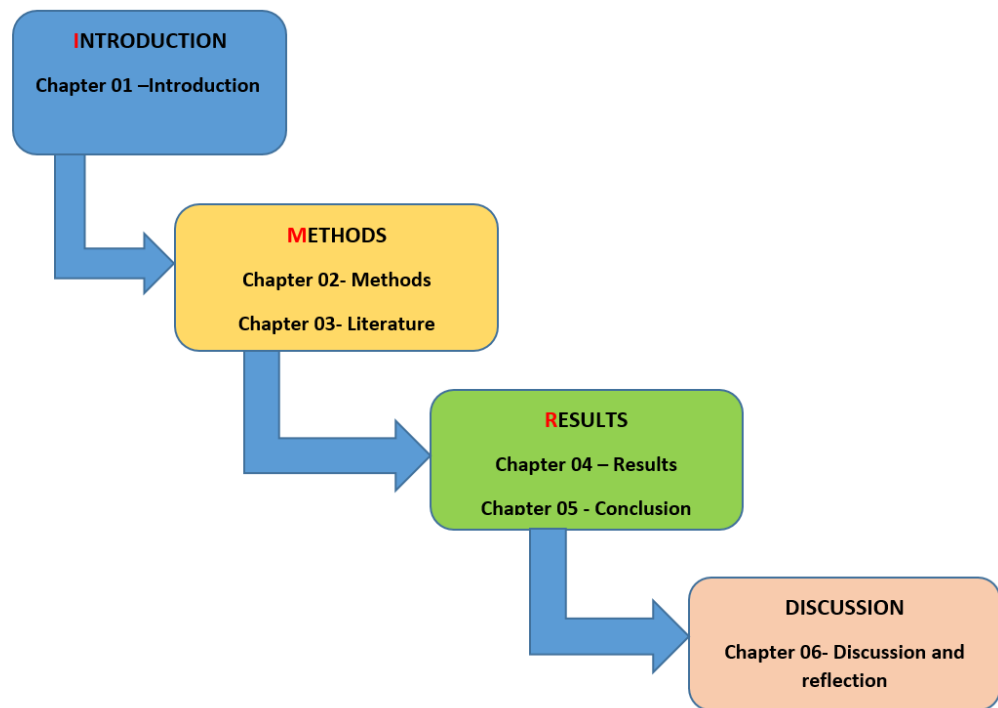 INTRODUCTION
Chapter 01 –Introduction
METHODS
Chapter 02- Methods
Chapter 03- Literature
RESULTS
Chapter 04 – Results
Chapter 05 - Conclusion
DISCUSSION
Chapter 06- Discussion and
reflection